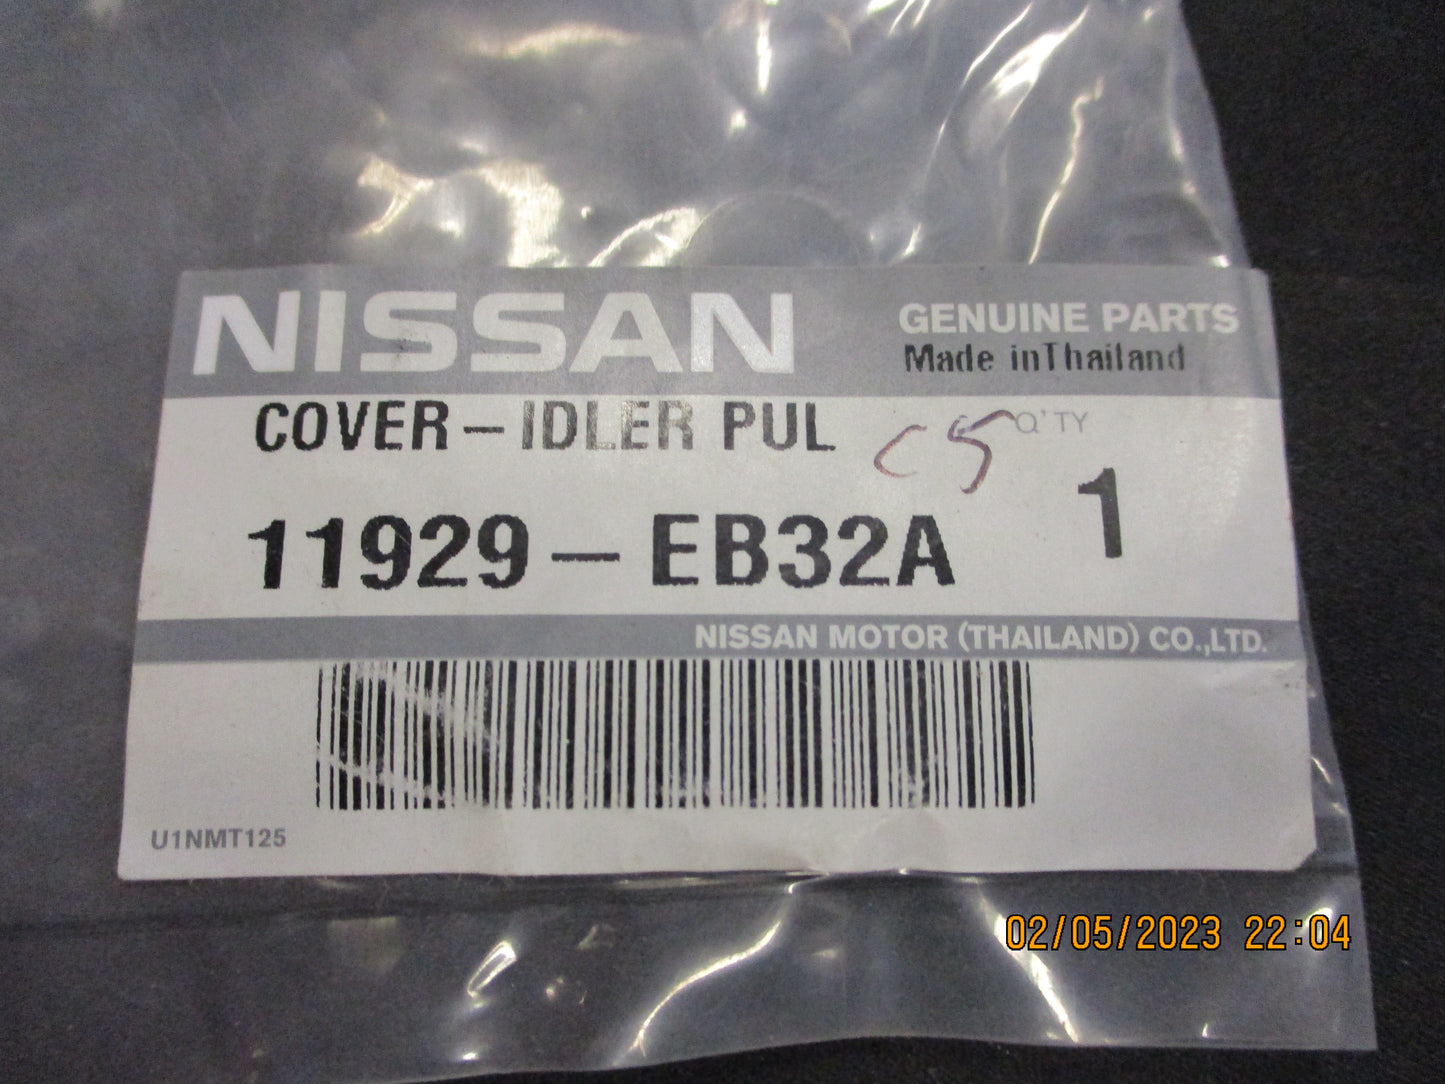 NISSAN
GENUINE PARTS
Made inThailand
COVER-IDLER PUL
C5
Q'TY
11929-EB32A
1
NISSAN MOTOR (THAILAND) CO.,LTD.
U1NMT125
02/05/2023 22:04